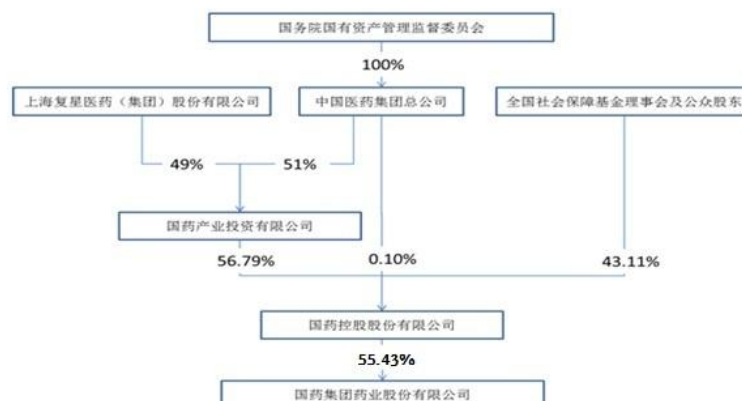 国务院国有资产管理监督委员会
100%
上海复星医药（集团）股份有限公司
中国医药集团总公司
全国社会保障基金理事会及公众股东
49%
51%
国药产业投资有限公司
56.79%
0.10%
43.11%
国药控股股份有限公司
55.43%
国药集团药业股份有限公司